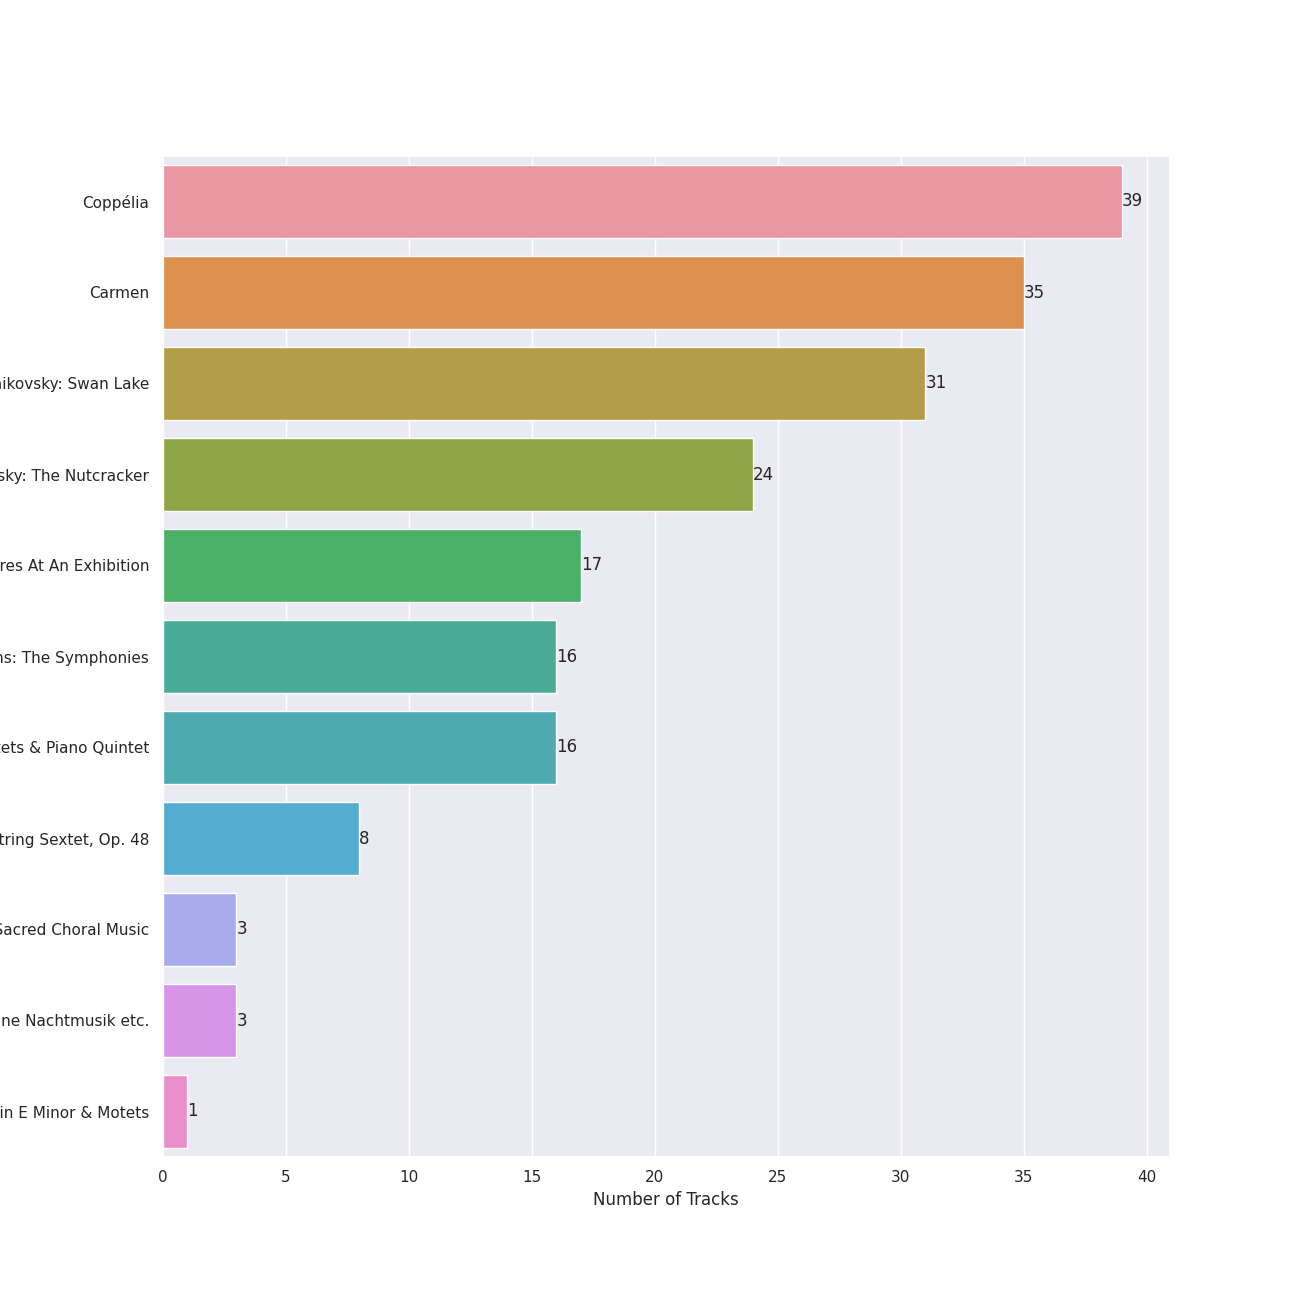 Coppélia 39
Carmen 35
ikovsky: Swan Lake 31
sky: The Nutcracker 24
res At An Exhibition 17
ns: The Symphonies 16
ets & Piano Quintet 16
tring Sextet, Op. 48 8
Sacred Choral Music 3
ne Nachtmusik etc. 3
in E Minor & Motets 1
0 5 10 15 20 25 30 35 40
Number of Tracks